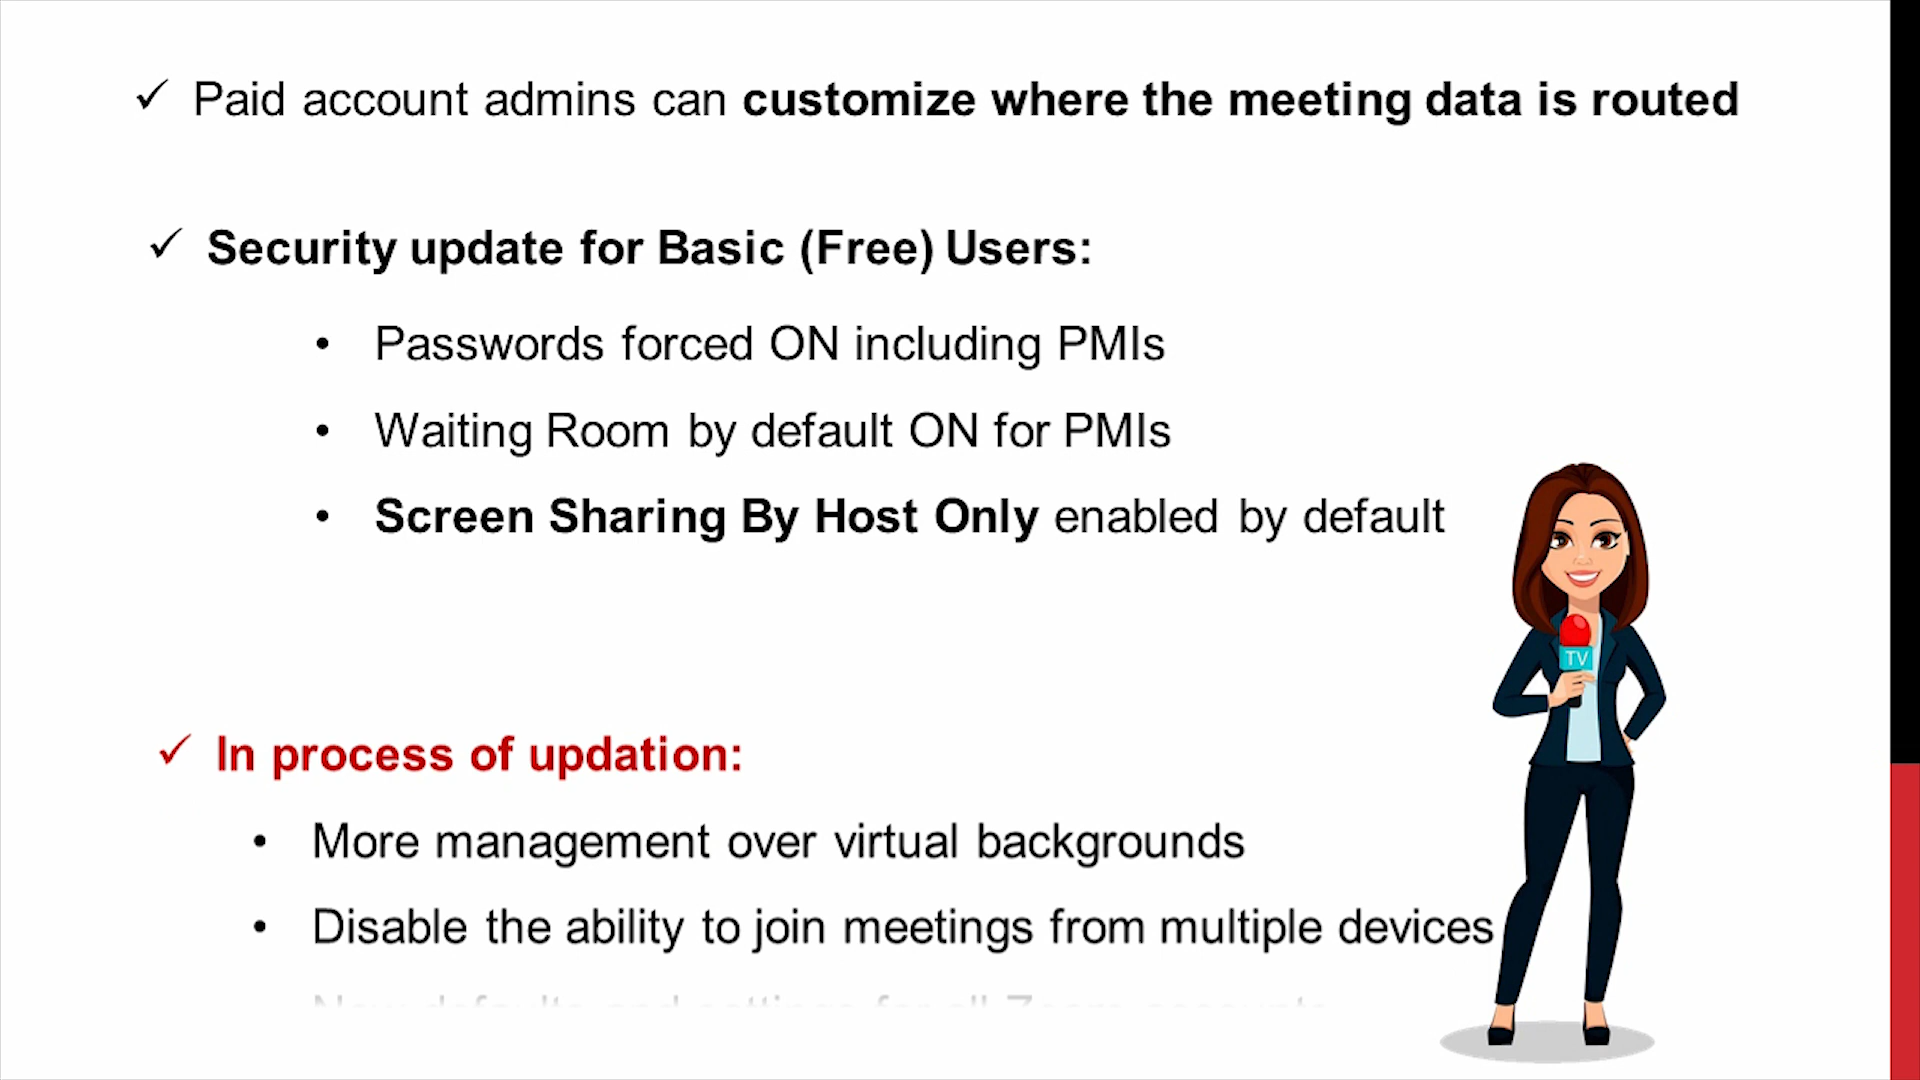 ✓ Paid account admins can customize where the meeting data is routed
✓ Security update for Basic (Free) Users:
• Passwords forced ON including PMIs
• Waiting Room by default ON for PMIs
• Screen Sharing By Host Only enabled by default
TV
✓ In process of updation:
• More management over virtual backgrounds
• Disable the ability to join meetings from multiple devices